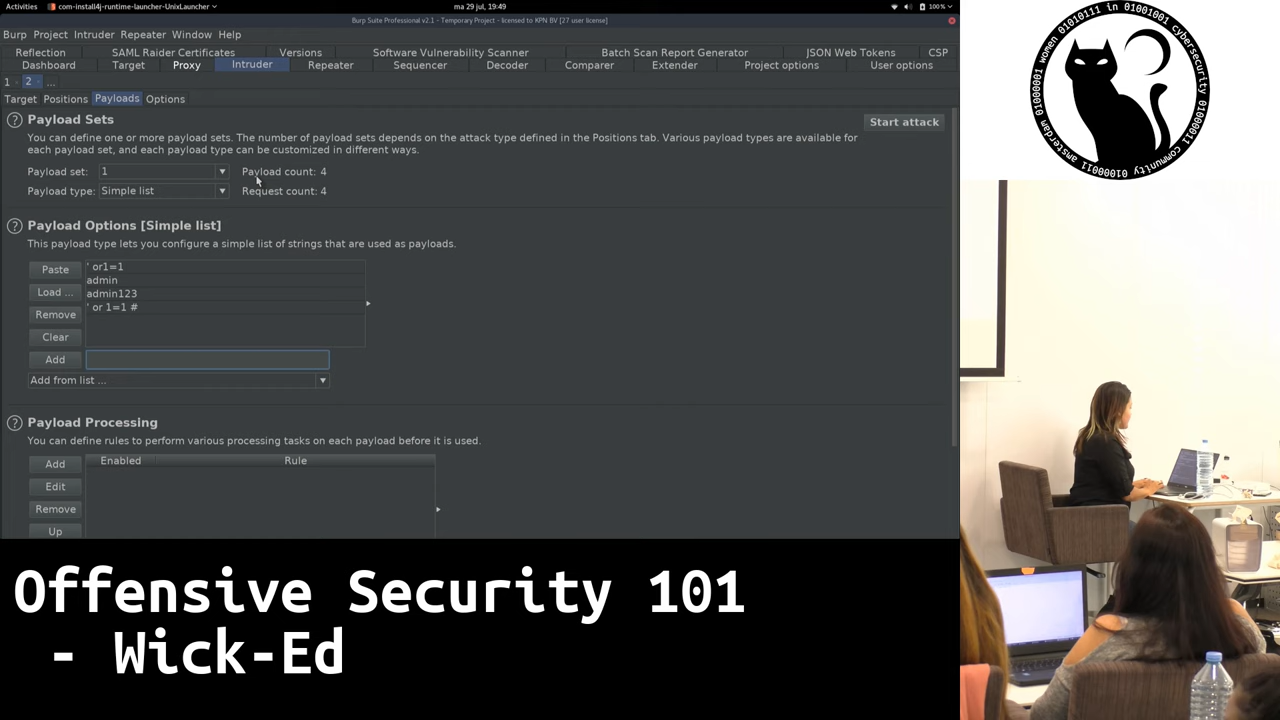 Activities
com-install4j-runtime-launcher-UnixLauncher
ma 29 jul, 19:49
100%
Burp Suite Professional v2.1 - Temporary Project - licensed to KPN BV [27 user license]
Burp Project Intruder Repeater Window Help
Reflection SAML Raider Certificates Versions Software Vulnerability Scanner Batch Scan Report Generator JSON Web Tokens CSP
Dashboard Target Proxy Intruder Repeater Sequencer Decoder Comparer Extender Project options User options
1 2 ...
Target Positions Payloads Options
? Payload Sets
Start attack
You can define one or more payload sets. The number of payload sets depends on the attack type defined in the Positions tab. Various payload types are available for
each payload set, and each payload type can be customized in different ways.
Payload set: 1 Payload count: 4
Payload type: Simple list Request count: 4
? Payload Options [Simple list]
This payload type lets you configure a simple list of strings that are used as payloads.
Paste
Load ...
Remove
Clear
Add
' or1=1
admin
admin123
' or 1=1 #
Add from list ...
? Payload Processing
You can define rules to perform various processing tasks on each payload before it is used.
Add
Edit
Remove
Up
Enabled Rule
Offensive Security 101
- Wick-Ed
01000001 women 01010111 in 01001001 cybersecurity 01000011 community 01000011 amsterdam